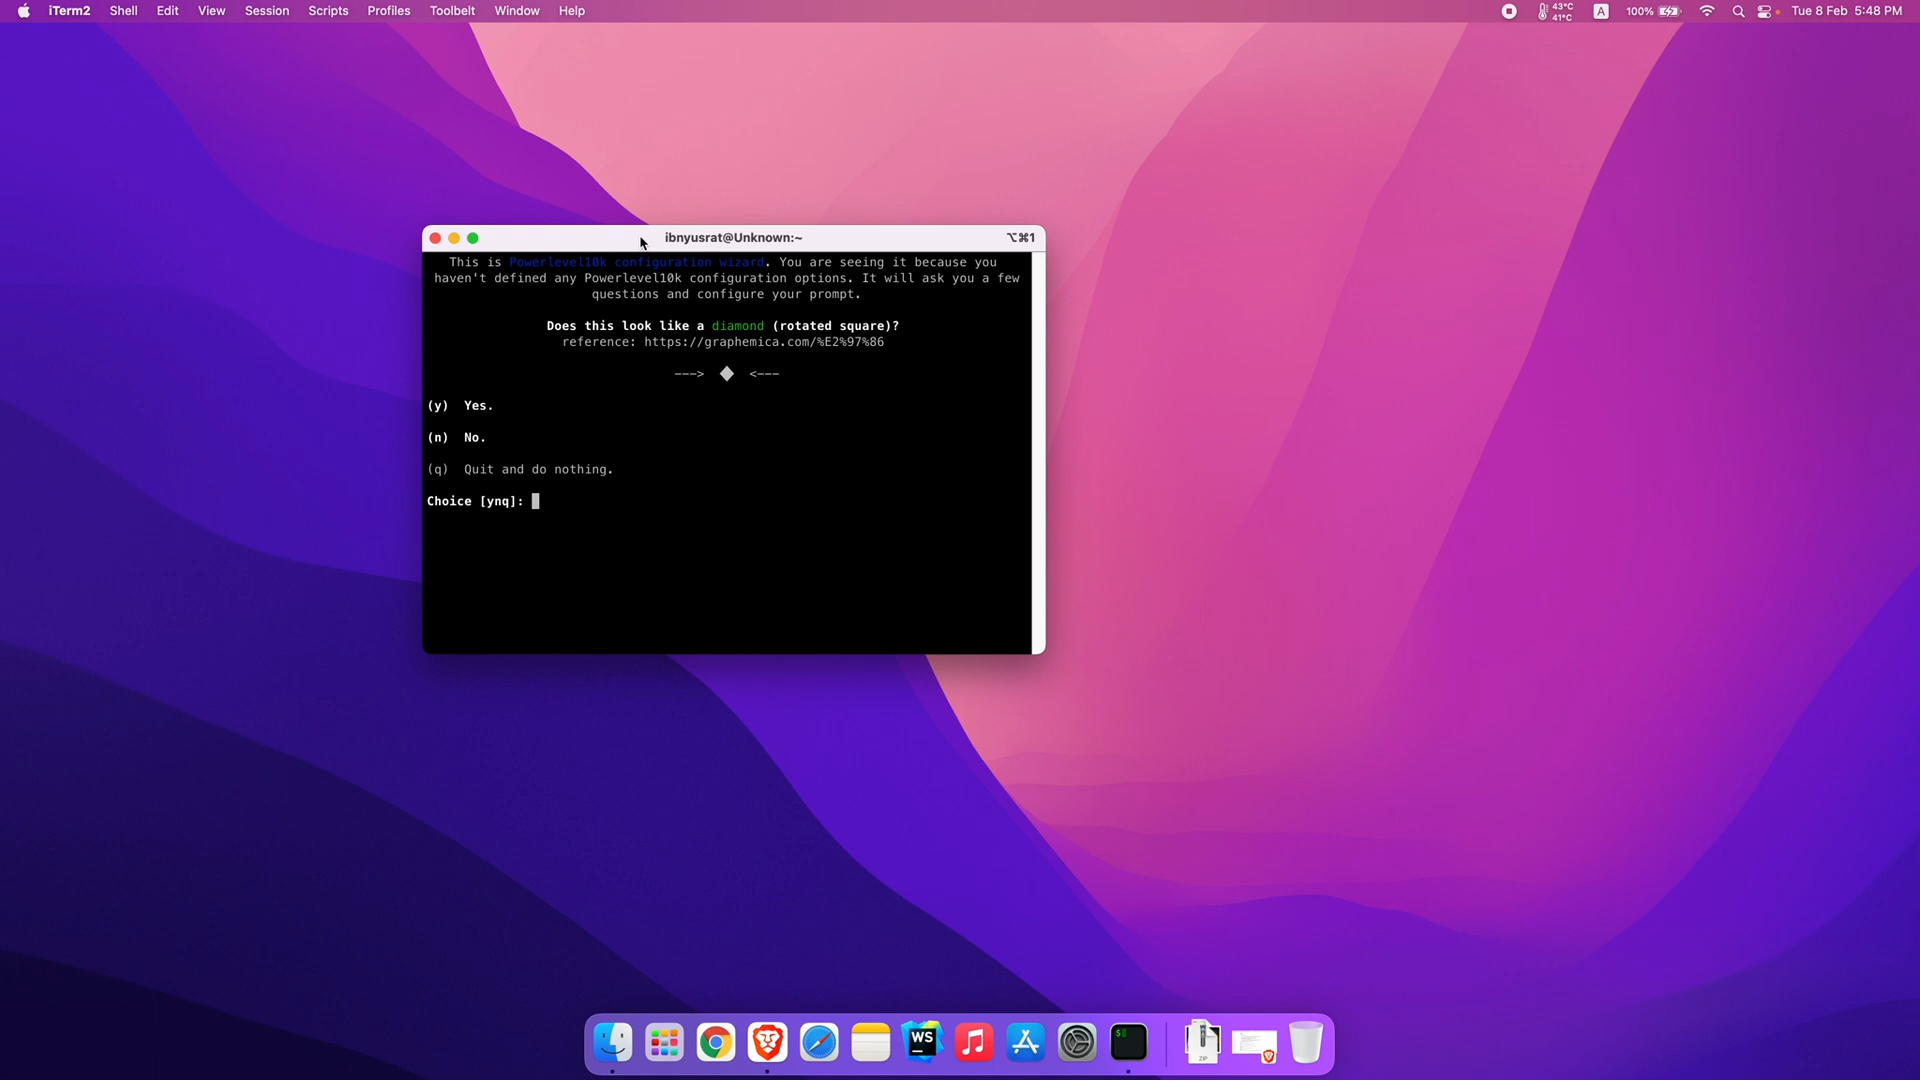 iTerm2 Shell Edit View Session Scripts Profiles Toolbelt Window Help 43°C 41°C A 100% Tue 8 Feb 5:48 PM
ibnyusrat@Unknown:~ ⌥⌘1
This is Powerlevel10k configuration wizard. You are seeing it because you
haven't defined any Powerlevel10k configuration options. It will ask you a few
questions and configure your prompt.
Does this look like a diamond (rotated square)?
reference: https://graphemica.com/%E2%97%86
---> ◆ <---
(y) Yes.
(n) No.
(q) Quit and do nothing.
Choice [ynq]:
WS
$
ZIP